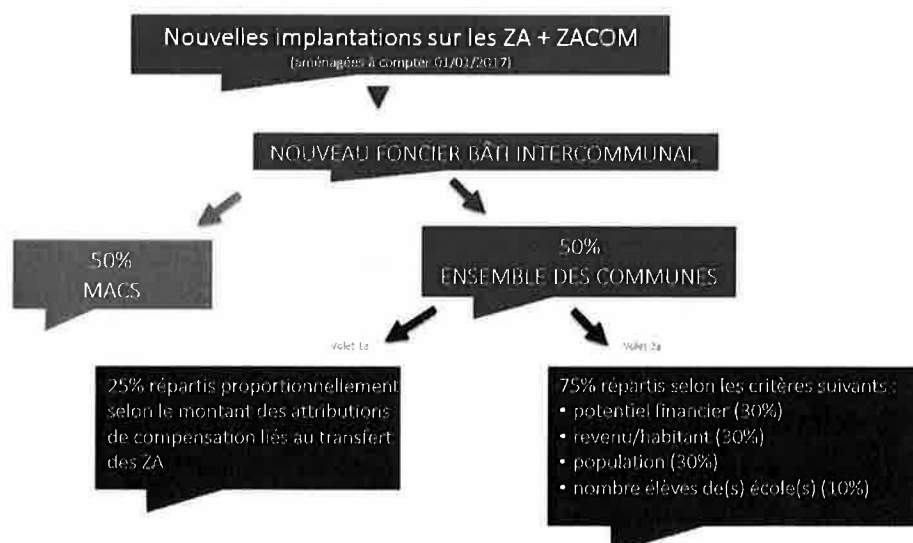 Nouvelles implantations sur les ZA + ZACOM
(aménagées à compter 01/01/2017)
NOUVEAU FONCIER BÂTI INTERCOMMUNAL
50%
MACS
50%
ENSEMBLE DES COMMUNES
Volet 1a
25% répartis proportionnellement
selon le montant des attributions
de compensation liés au transfert
des ZA
Volet 2a
75% répartis selon les critères suivants :
• potentiel financier (30%)
• revenu/habitant (30%)
• population (30%)
• nombre élèves de(s) école(s) (10%)